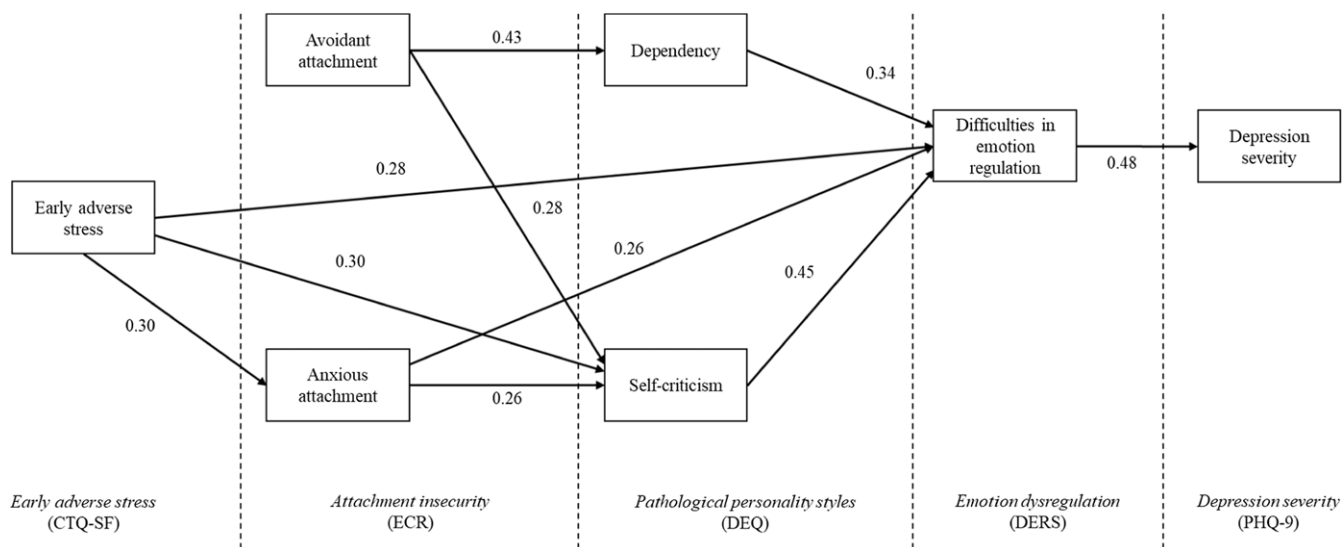 Avoidant
attachment
0.43
Dependency
0.34
Difficulties in
emotion
regulation
0.48
Depression
severity
Early adverse
stress
0.28
0.28
0.30
0.26
0.45
0.30
Anxious
attachment
0.26
Self-criticism
Early adverse stress
(CTQ-SF)
Attachment insecurity
(ECR)
Pathological personality styles
(DEQ)
Emotion dysregulation
(DERS)
Depression severity
(PHQ-9)